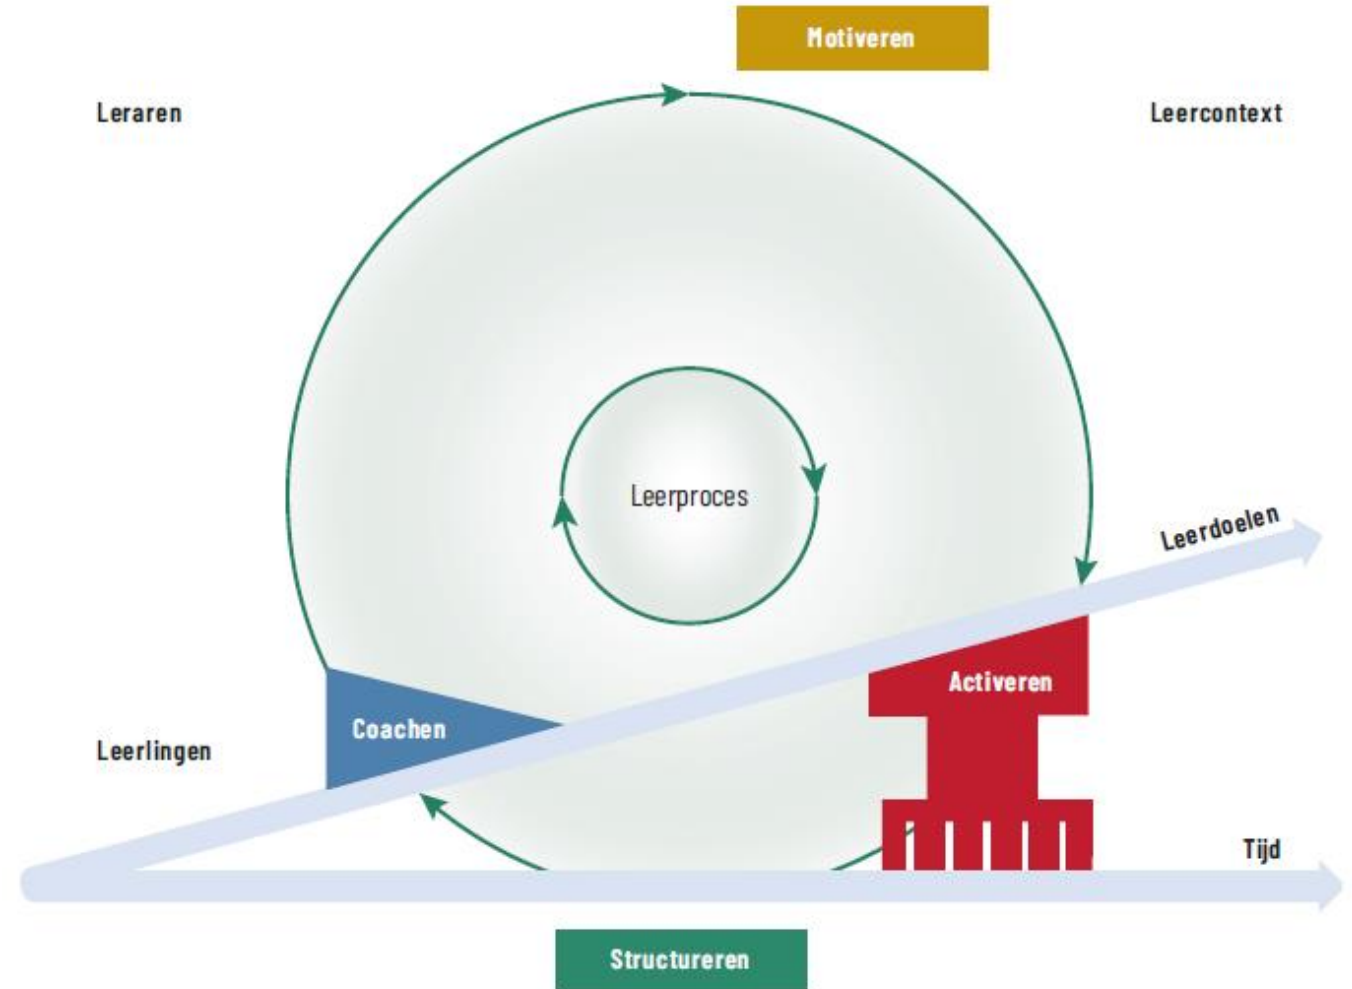 Motiveren
Leraren
Leercontext
Leerproces
Leerdoelen
Activeren
Coachen
Leerlingen
Tijd
Structureren